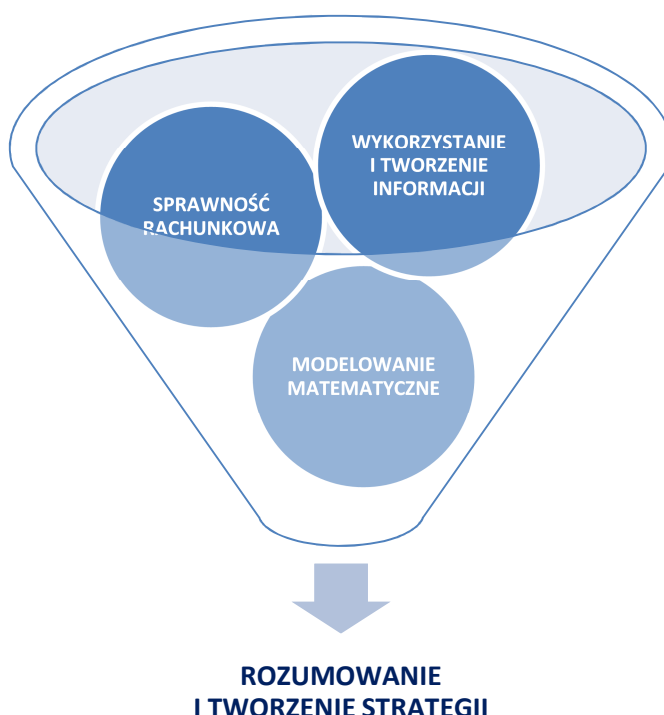 WYKORZYSTANIE
I TWORZENIE
INFORMACJI
SPRAWNOŚĆ
RACHUNKOWA
MODELOWANIE
MATEMATYCZNE
ROZUMOWANIE
I TWORZENIE STRATEGII